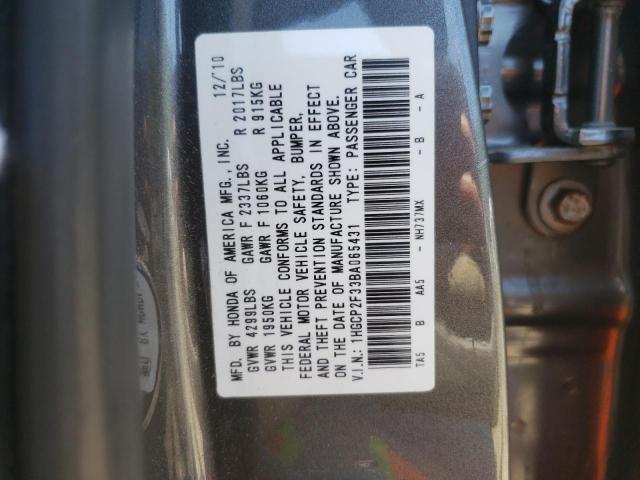 MFD. BY HONDA OF AMERICA MFG., INC. 12/10
GVWR 4299LBS GAWR F 2337LBS R 2017LBS
GVWR 1950KG GAWR F 1060KG R 915KG
THIS VEHICLE CONFORMS TO ALL APPLICABLE
FEDERAL MOTOR VEHICLE SAFETY, BUMPER,
AND THEFT PREVENTION STANDARDS IN EFFECT
ON THE DATE OF MANUFACTURE SHOWN ABOVE.
V.I.N.: 1HGCP2F33BA065431 TYPE: PASSENGER CAR
TA5 B AA5 - NH737MX - B - A